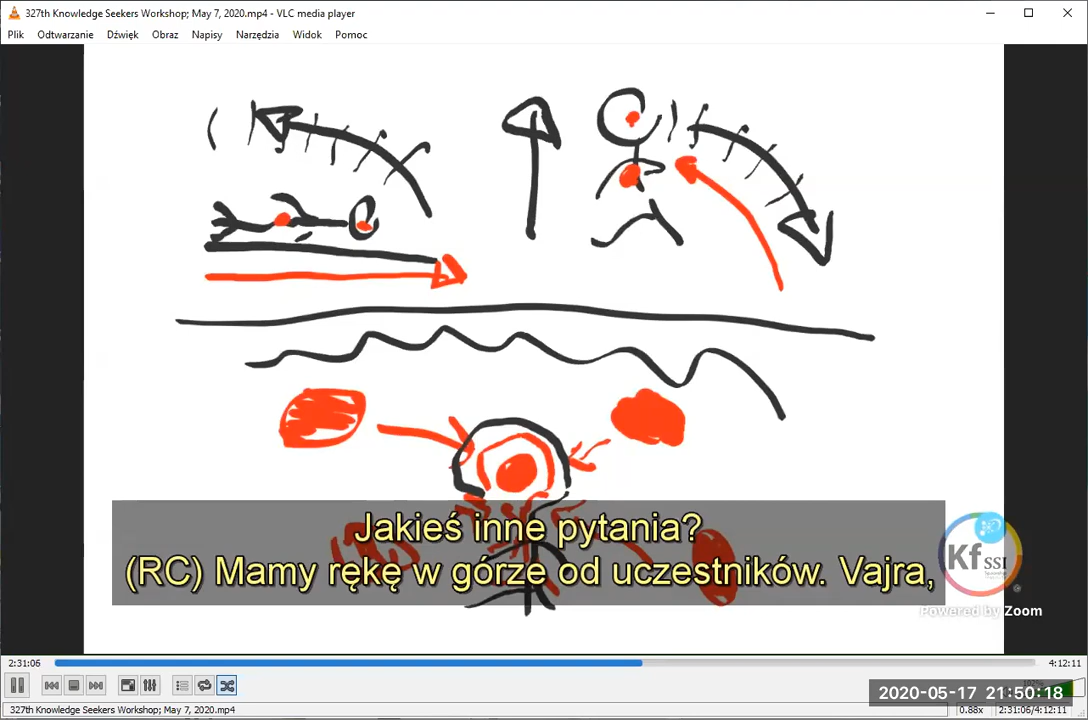 327th Knowledge Seekers Workshop; May 7, 2020.mp4 - VLC media player
Plik Odtwarzanie Dźwięk Obraz Napisy Narzędzia Widok Pomoc
Jakieś inne pytania?
(RC) Mamy rękę w górze od uczestników. Vajra,
Kf SSI
Powered by Zoom
2:31:06 4:12:11
2020-05-17 21:50:18
327th Knowledge Seekers Workshop; May 7, 2020.mp4 0.88x 2:31:06/4:12:11